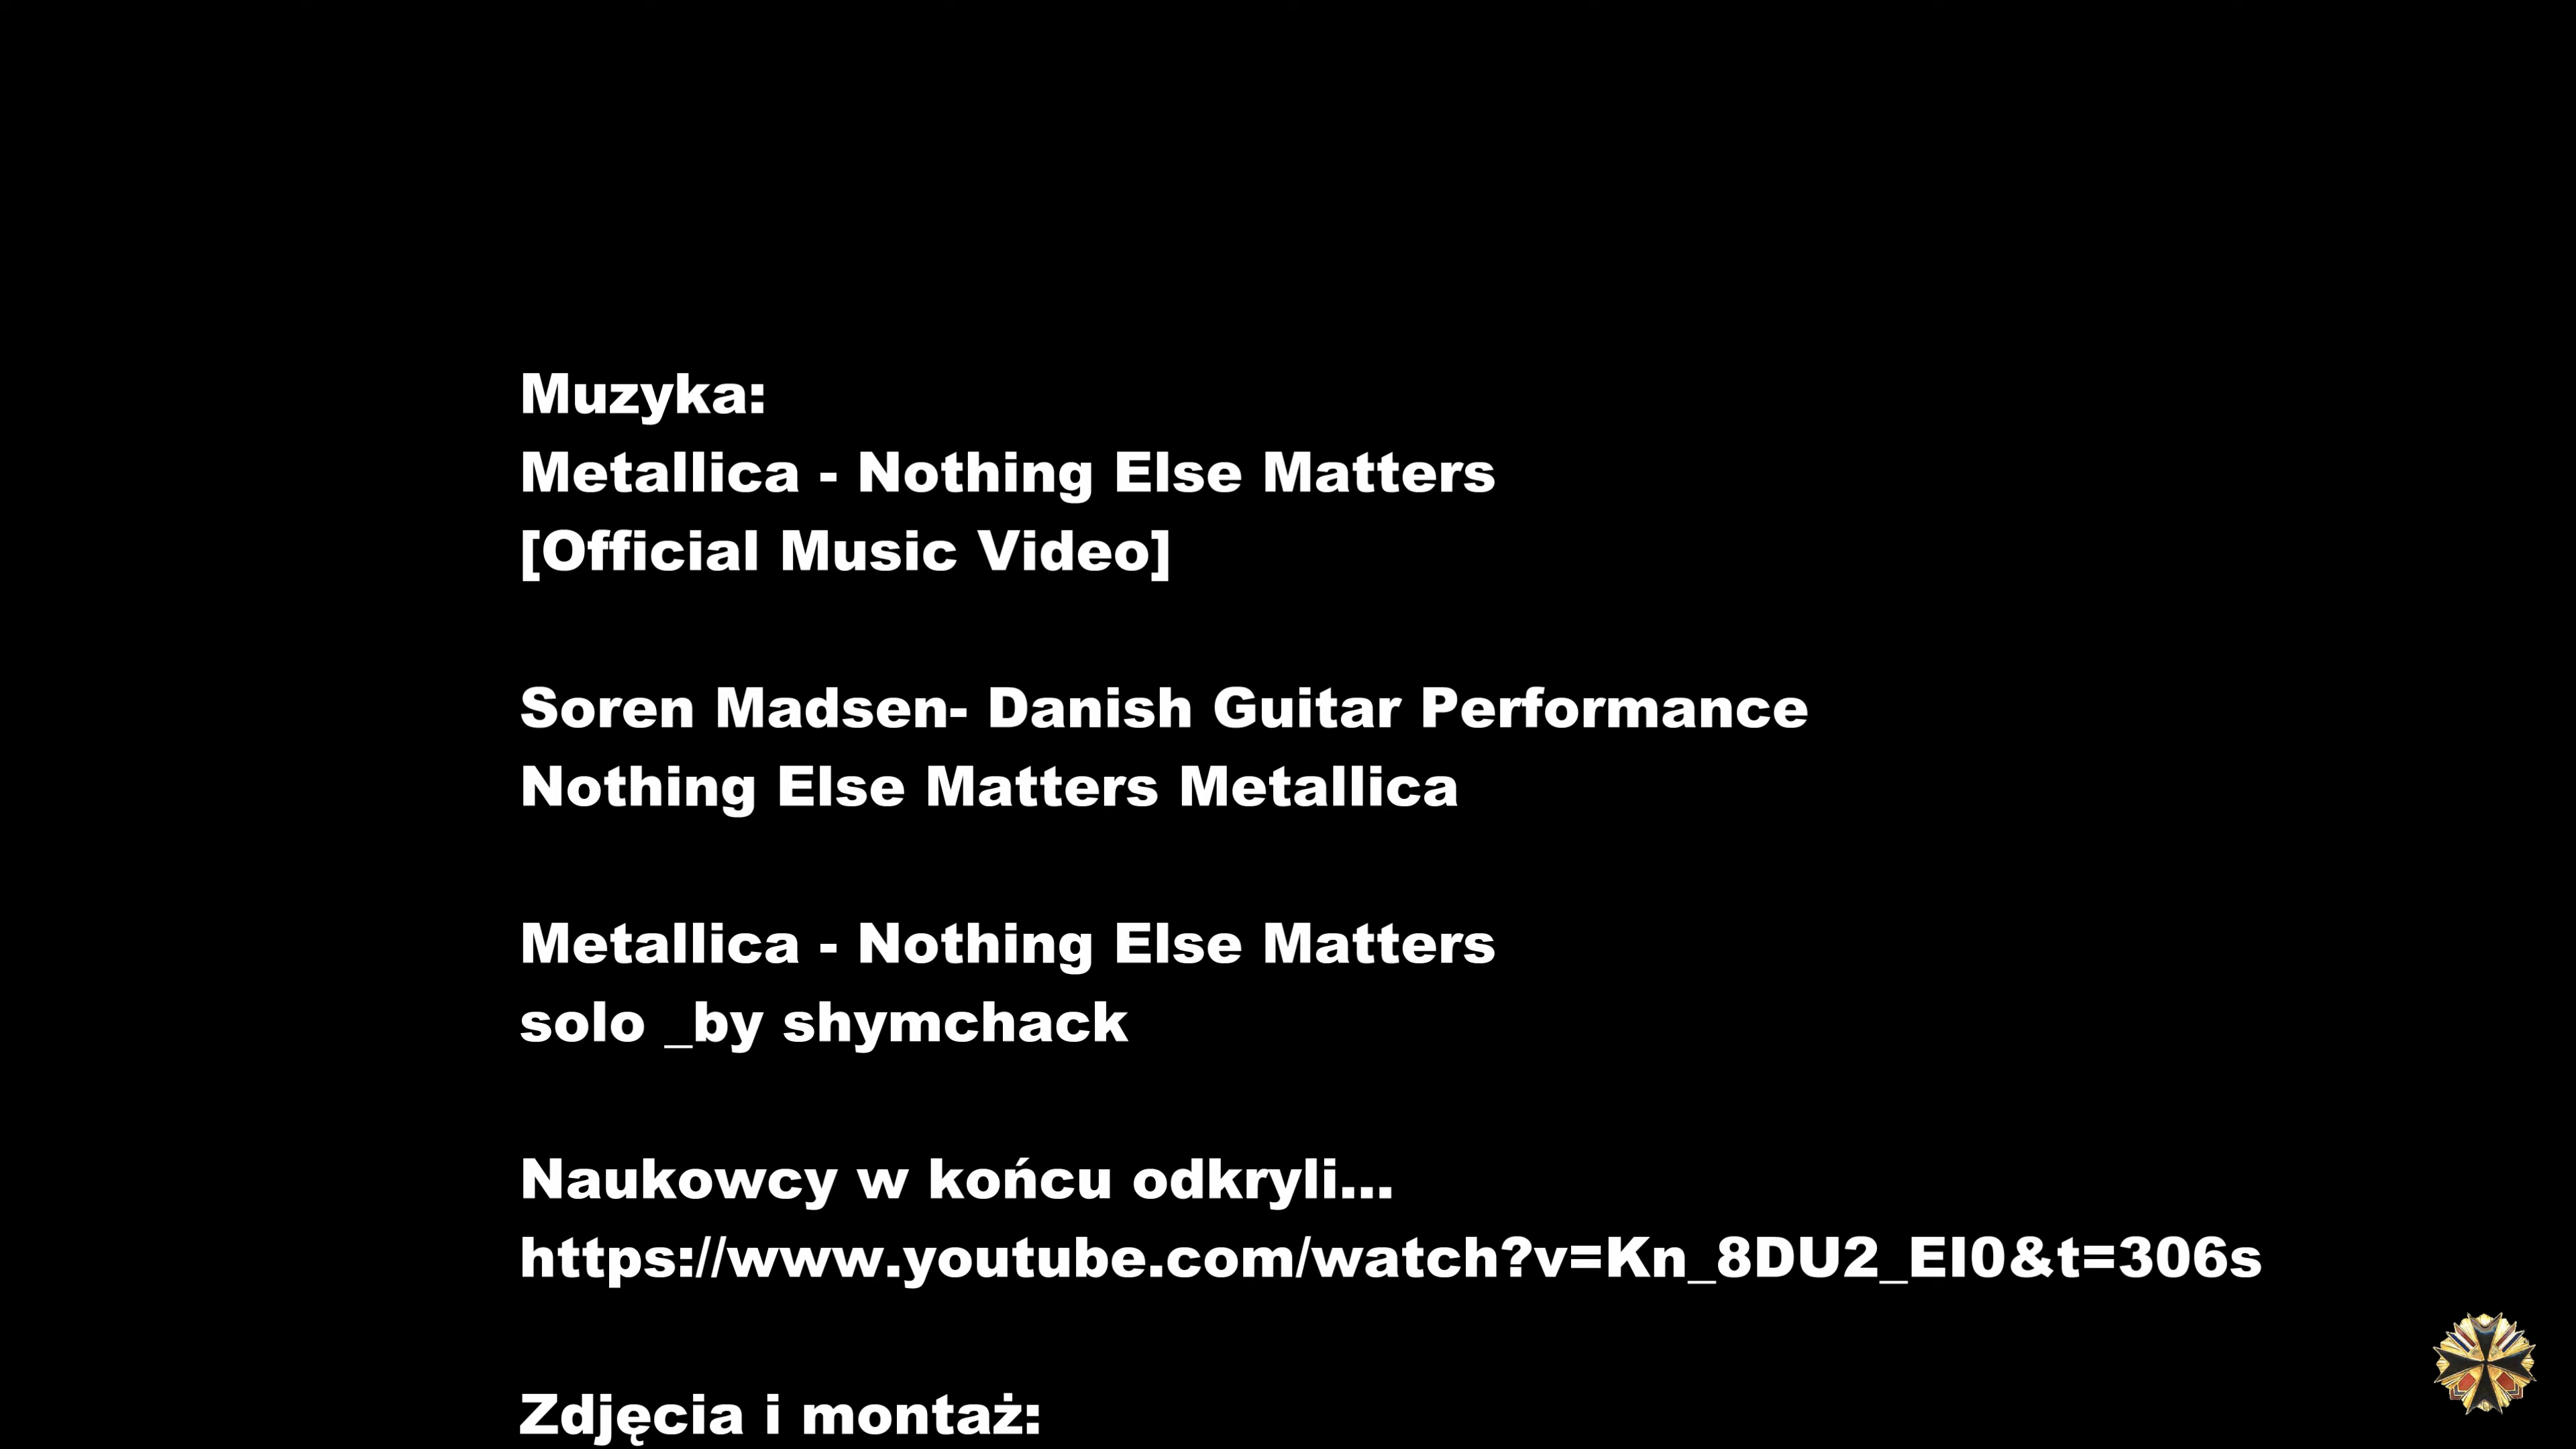 Muzyka:
Metallica - Nothing Else Matters
[Official Music Video]
Soren Madsen- Danish Guitar Performance
Nothing Else Matters Metallica
Metallica - Nothing Else Matters
solo _by shymchack
Naukowcy w końcu odkryli...
https://www.youtube.com/watch?v=Kn_8DU2_EI0&t=306s
Zdjęcia i montaż: